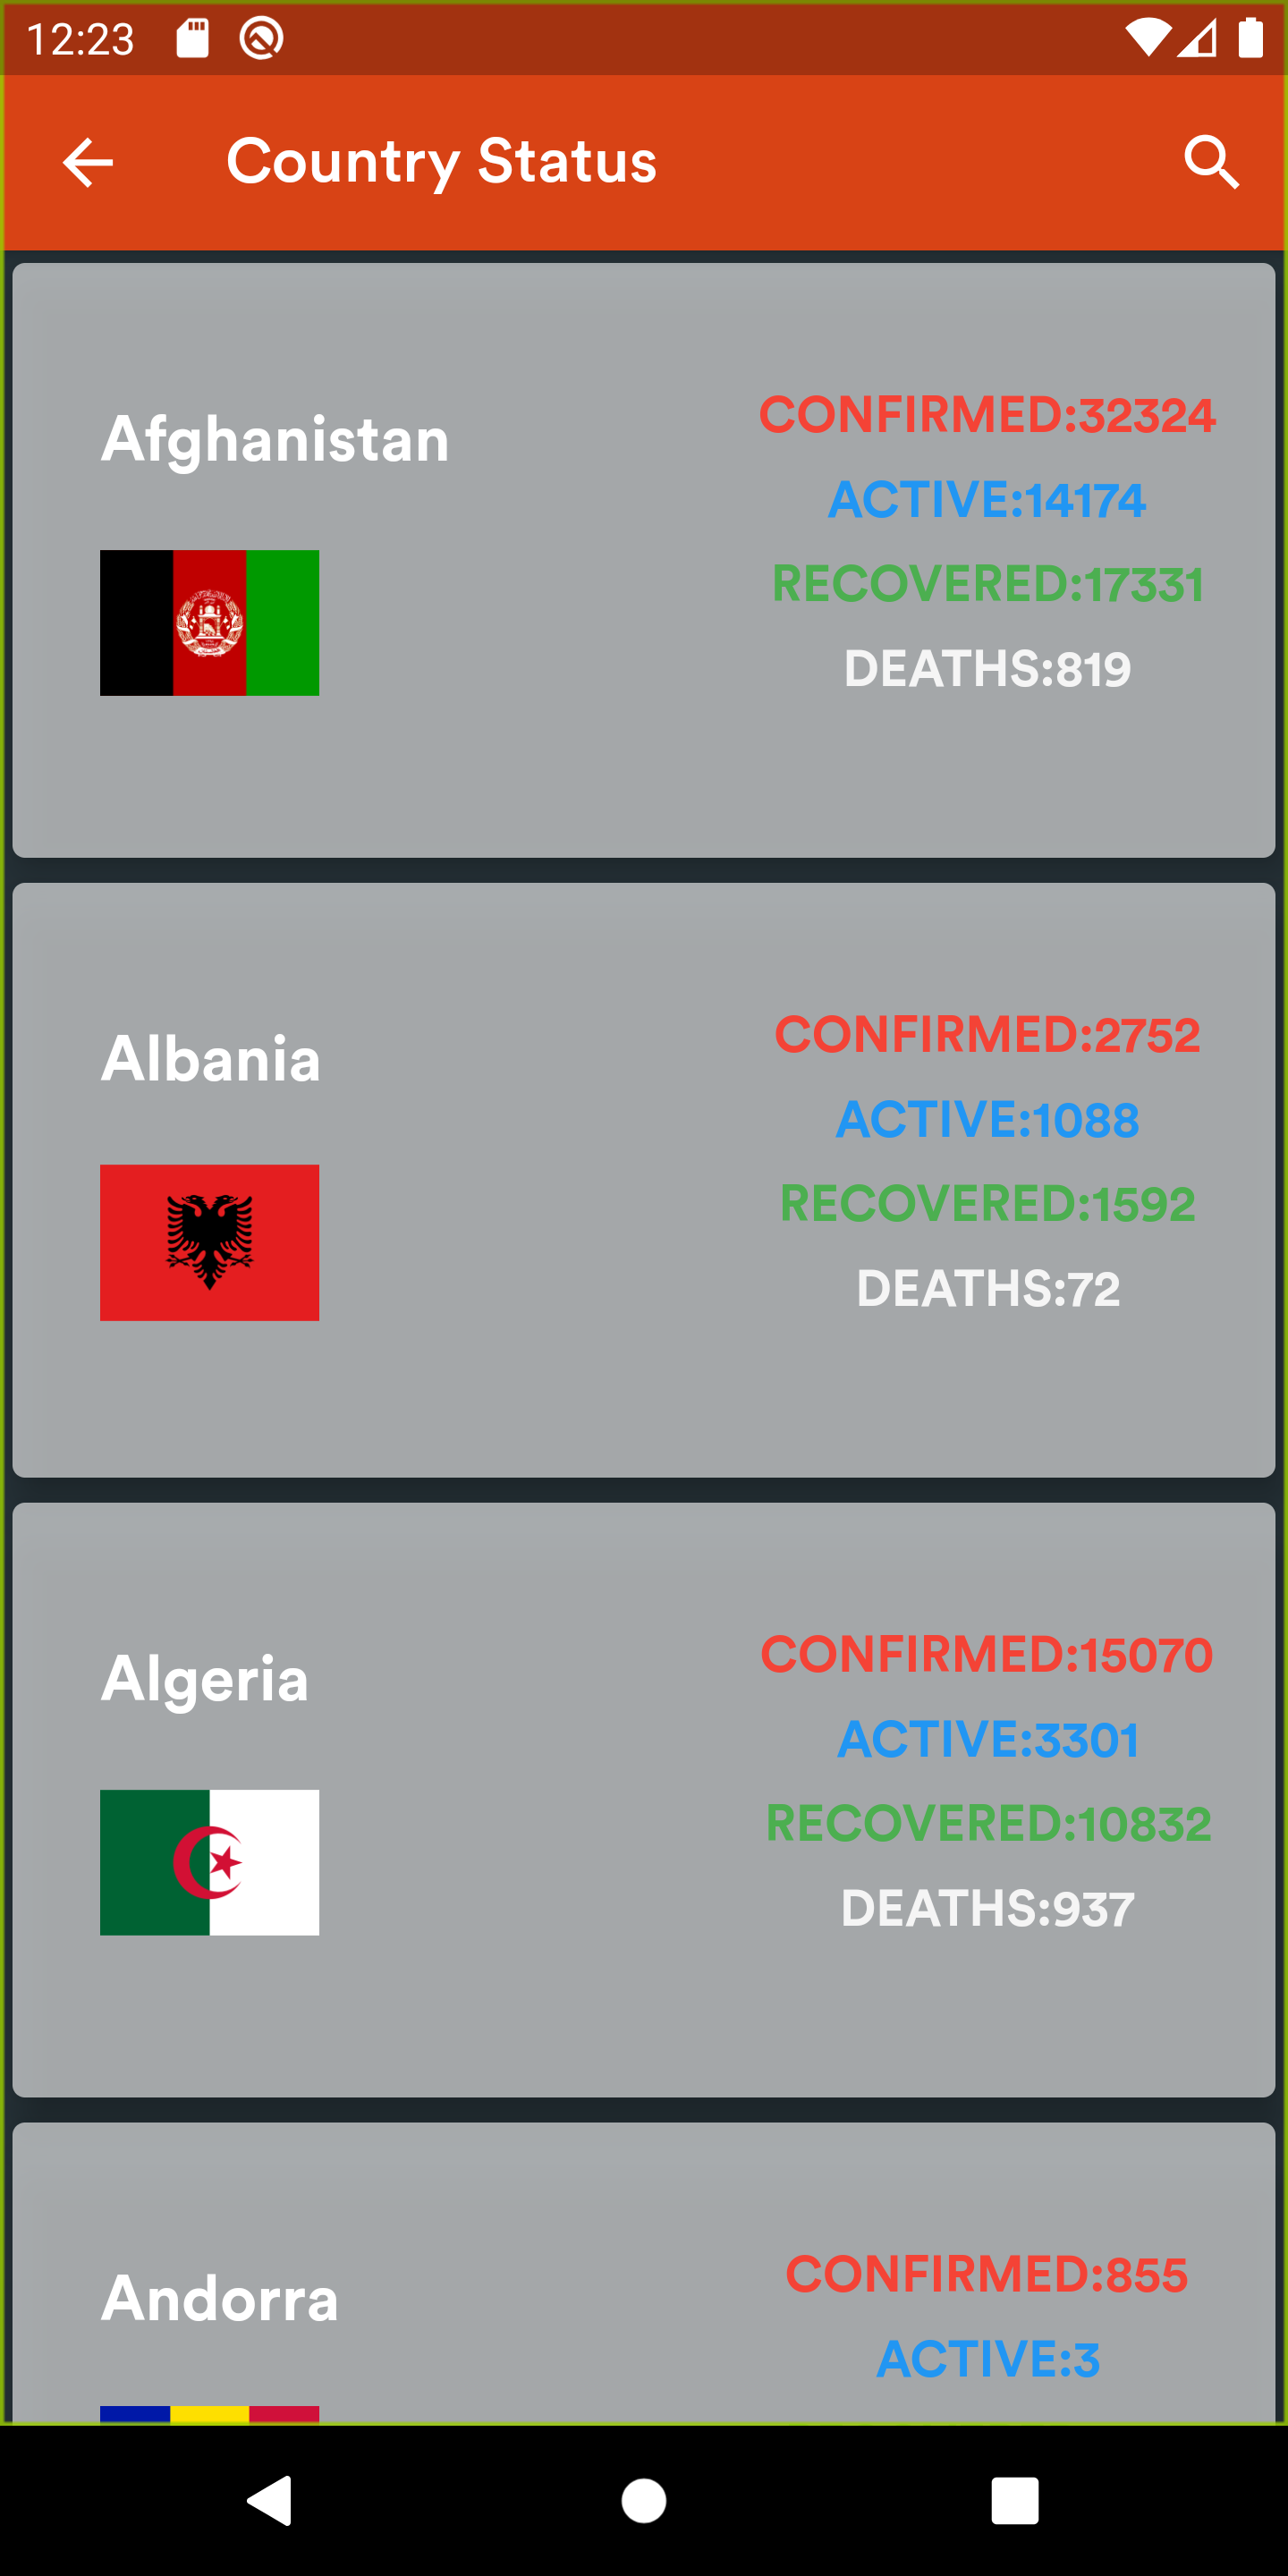 12:23
Country Status
Afghanistan
CONFIRMED:32324
ACTIVE:14174
RECOVERED:17331
DEATHS:819
Albania
CONFIRMED:2752
ACTIVE:1088
RECOVERED:1592
DEATHS:72
Algeria
CONFIRMED:15070
ACTIVE:3301
RECOVERED:10832
DEATHS:937
Andorra
CONFIRMED:855
ACTIVE:3